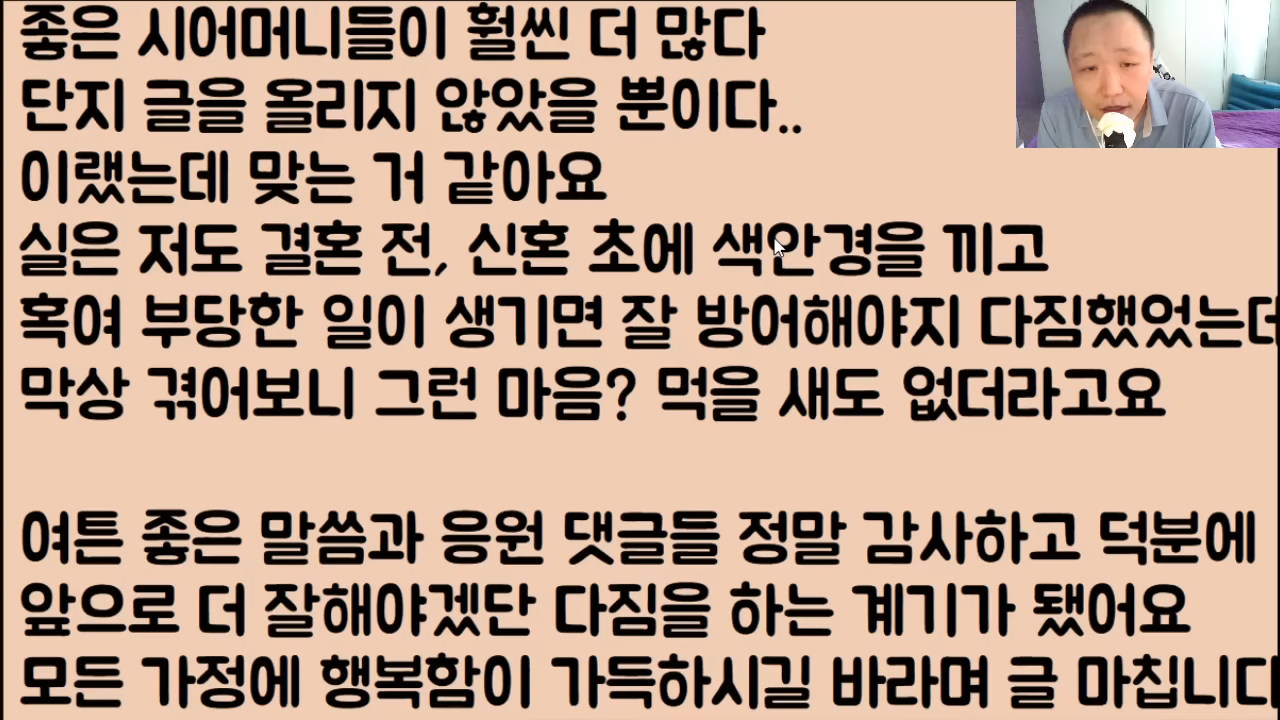 좋은 시어머니들이 훨씬 더 많다
단지 글을 올리지 않았을 뿐이다..
이랬는데 맞는 거 같아요
실은 저도 결혼 전, 신혼 초에 색안경을 끼고
혹여 부당한 일이 생기면 잘 방어해야지 다짐했었는데
막상 겪어보니 그런 마음? 먹을 새도 없더라고요
여튼 좋은 말씀과 응원 댓글들 정말 감사하고 덕분에
앞으로 더 잘해야겠단 다짐을 하는 계기가 됐어요
모든 가정에 행복함이 가득하시길 바라며 글 마칩니다